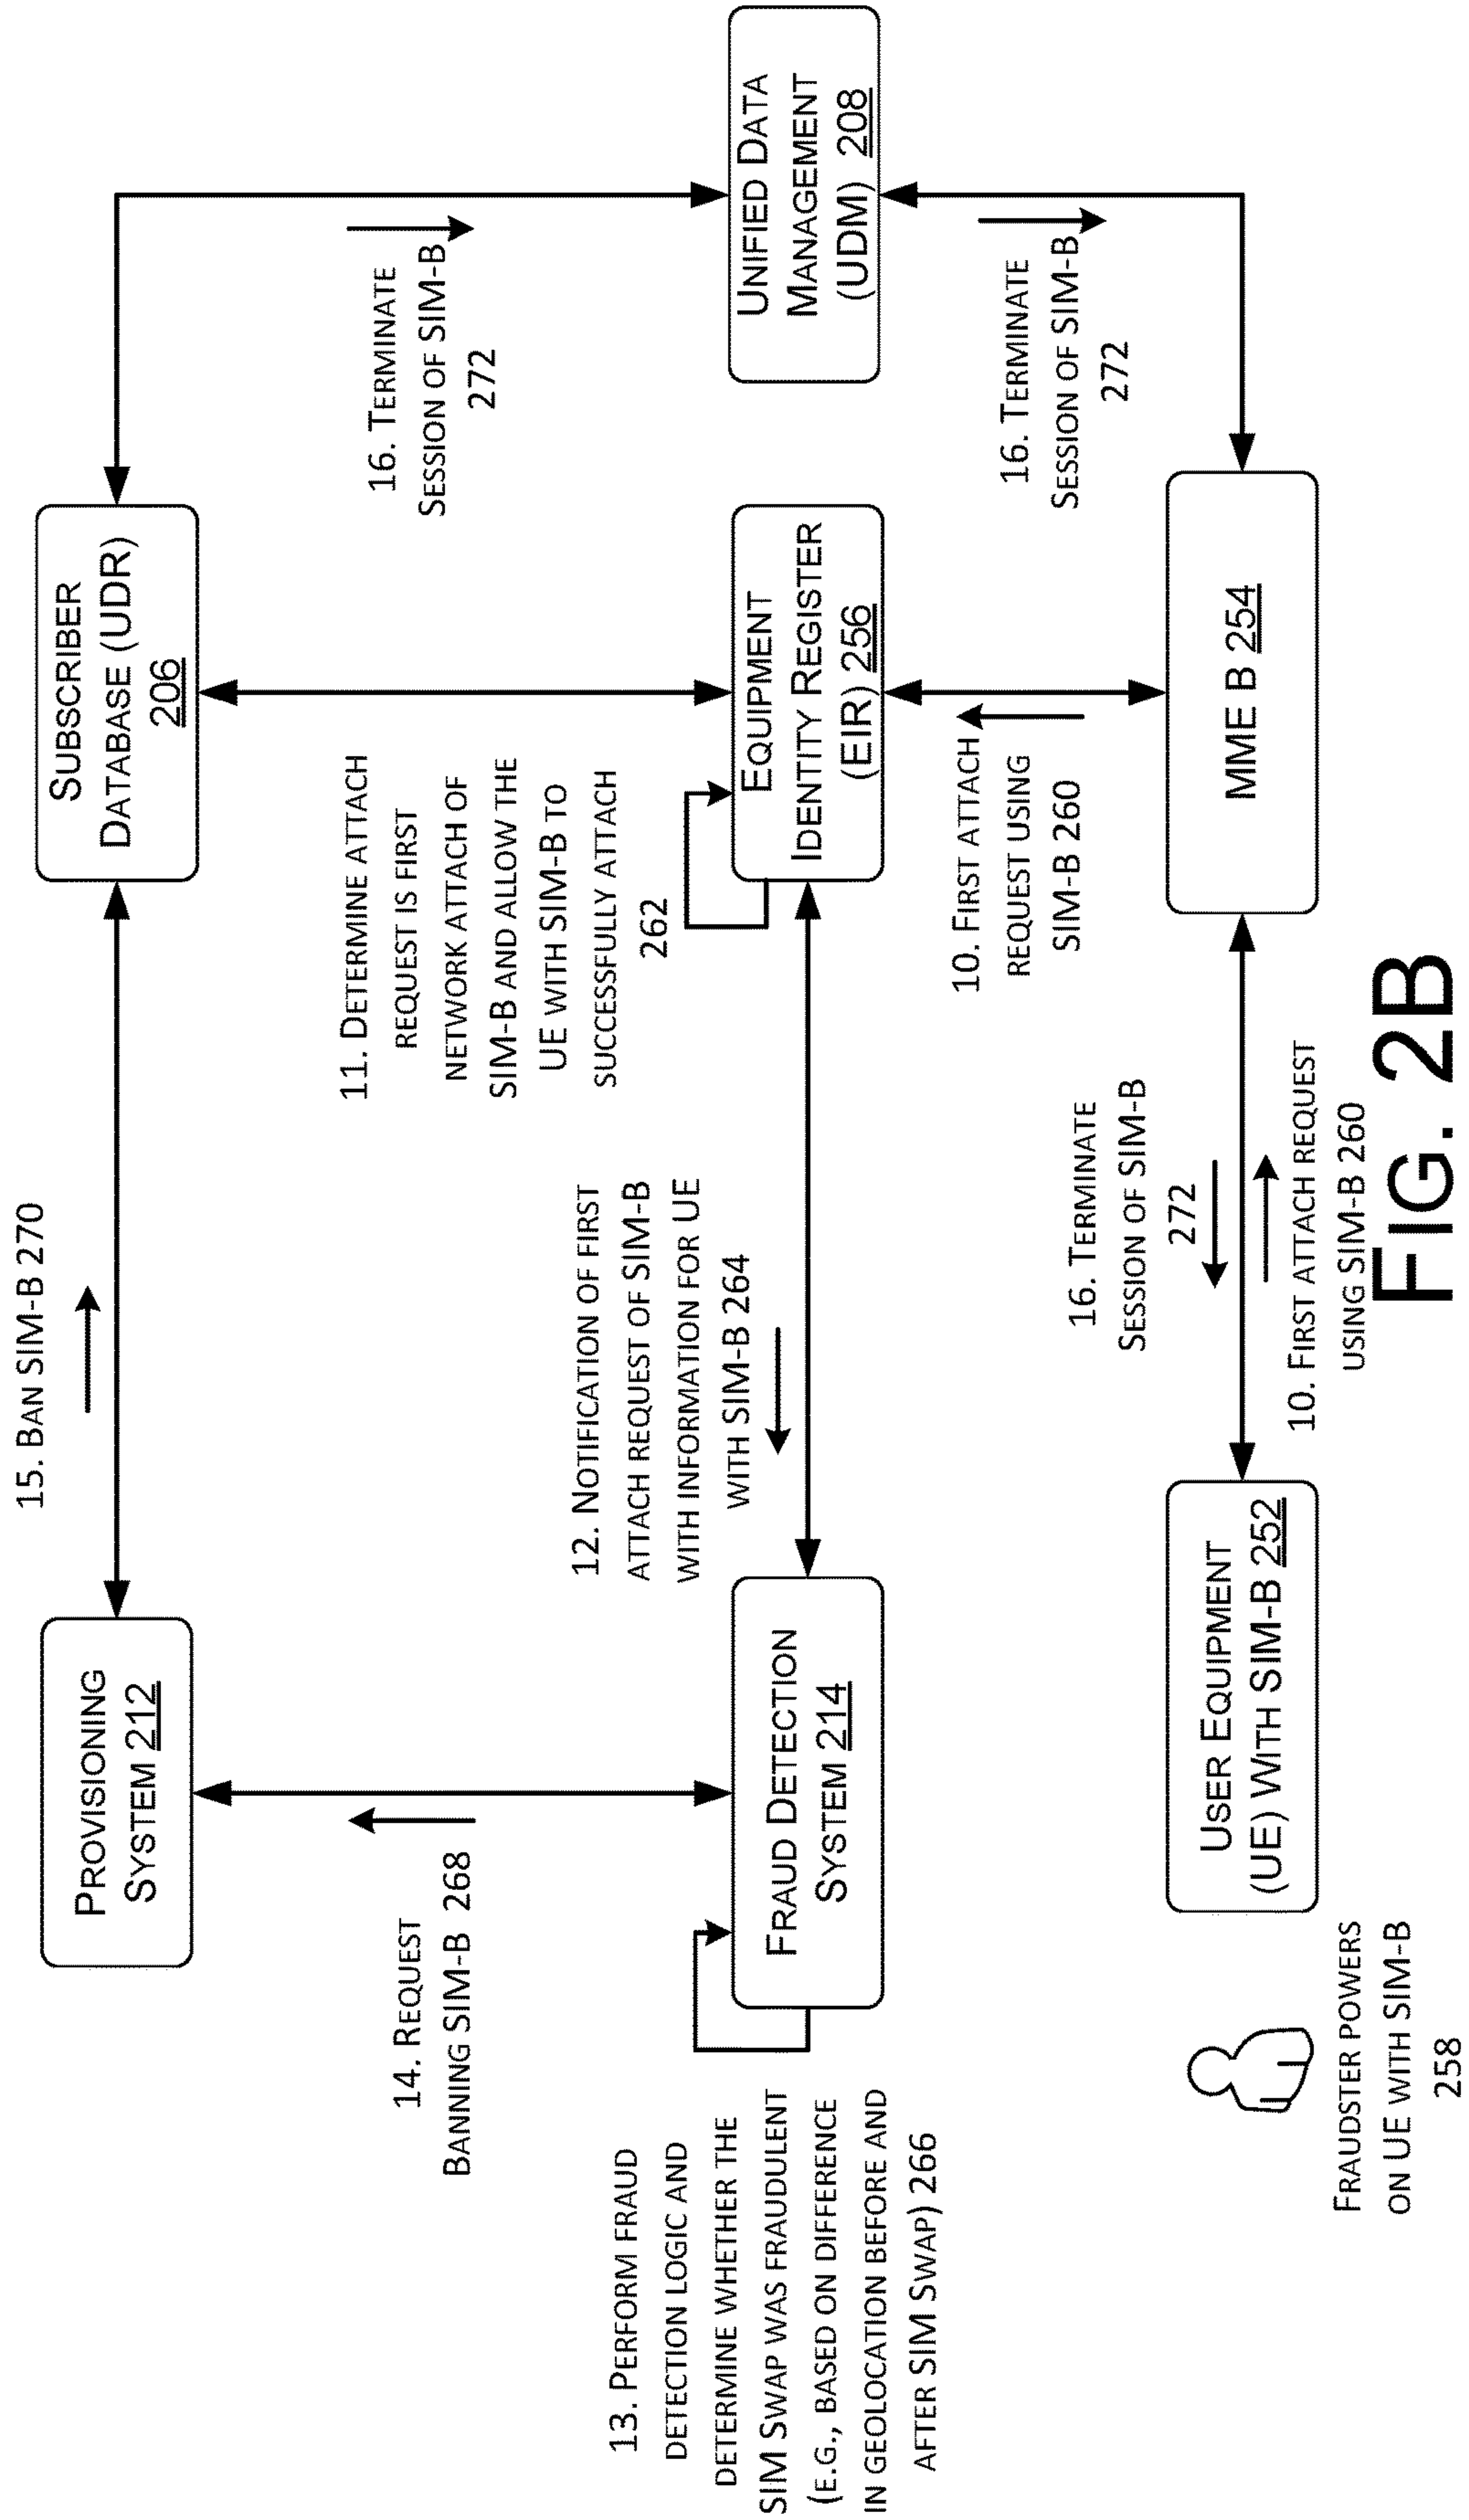 15. BAN SIM-B 270
PROVISIONING
SYSTEM 212
SUBSCRIBER
DATABASE (UDR)
206
14. REQUEST
BANNING SIM-B 268
11. DETERMINE ATTACH
REQUEST IS FIRST
NETWORK ATTACH OF
SIM-B AND ALLOW THE
UE WITH SIM-B TO
SUCCESSFULLY ATTACH
262
16. TERMINATE
SESSION OF SIM-B
272
13. PERFORM FRAUD
DETECTION LOGIC AND
DETERMINE WHETHER THE
SIM SWAP WAS FRAUDULENT
(E.G., BASED ON DIFFERENCE
IN GEOLOCATION BEFORE AND
AFTER SIM SWAP) 266
FRAUD DETECTION
SYSTEM 214
12. NOTIFICATION OF FIRST
ATTACH REQUEST OF SIM-B
WITH INFORMATION FOR UE
WITH SIM-B 264
EQUIPMENT
IDENTITY REGISTER
(EIR) 256
UNIFIED DATA
MANAGEMENT
(UDM) 208
10. FIRST ATTACH
REQUEST USING
SIM-B 260
16. TERMINATE
SESSION OF SIM-B
272
FRAUDSTER POWERS
ON UE WITH SIM-B
258
USER EQUIPMENT
(UE) WITH SIM-B 252
16. TERMINATE
SESSION OF SIM-B
272
10. FIRST ATTACH REQUEST
USING SIM-B 260
MME B 254
FIG. 2B